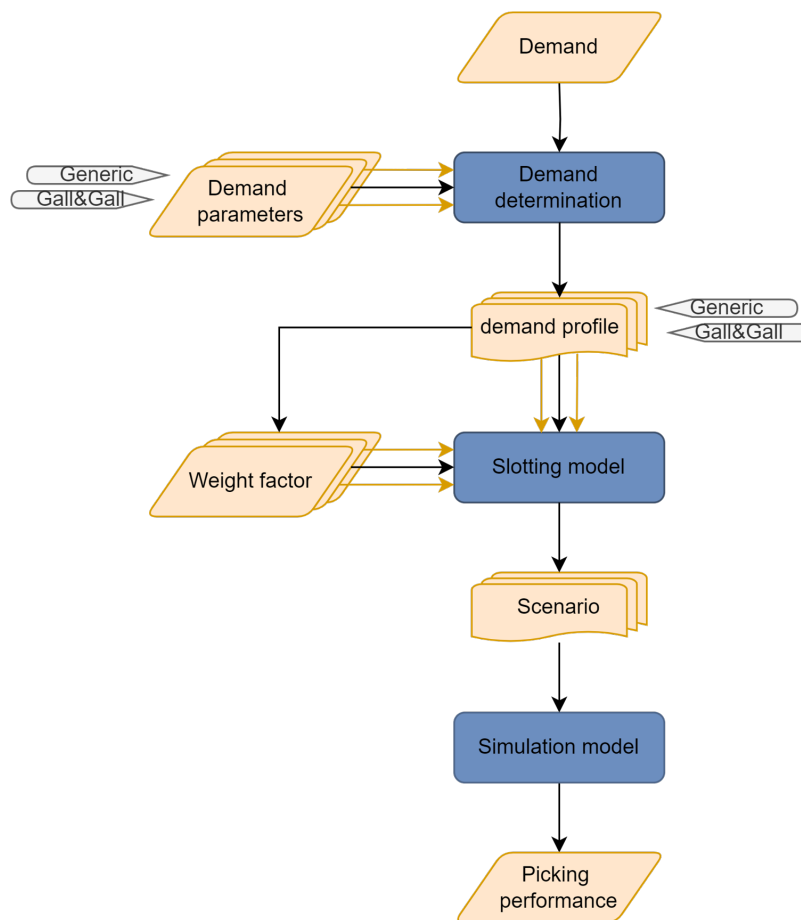 Demand
Generic
Gall&Gall
Demand
parameters
Demand
determination
demand profile
Generic
Gall&Gall
Weight factor
Slotting model
Scenario
Simulation model
Picking
performance